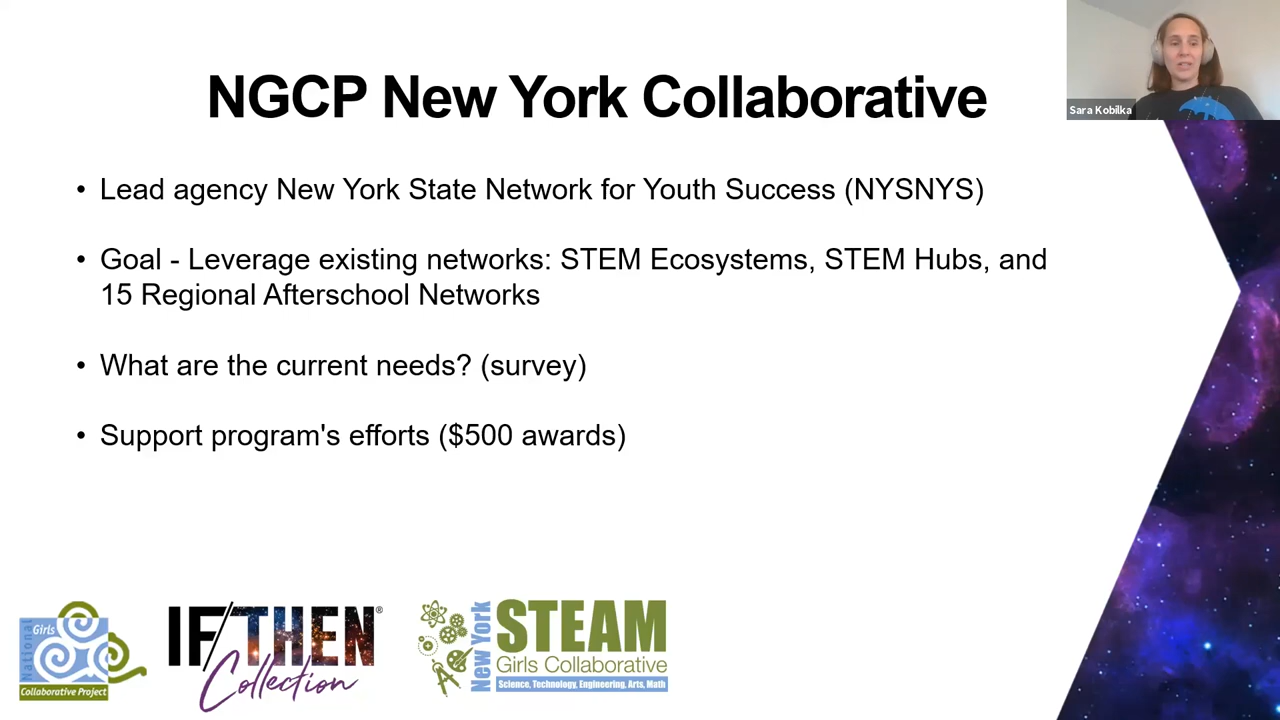 NGCP New York Collaborative
Sara Kobilka
• Lead agency New York State Network for Youth Success (NYSNYS)
• Goal - Leverage existing networks: STEM Ecosystems, STEM Hubs, and
15 Regional Afterschool Networks
• What are the current needs? (survey)
• Support program's efforts ($500 awards)
National
Girls
Collaborative Project
IF/THEN®
Collection
New York
STEAM
Girls Collaborative
Science, Technology, Engineering, Arts, Math